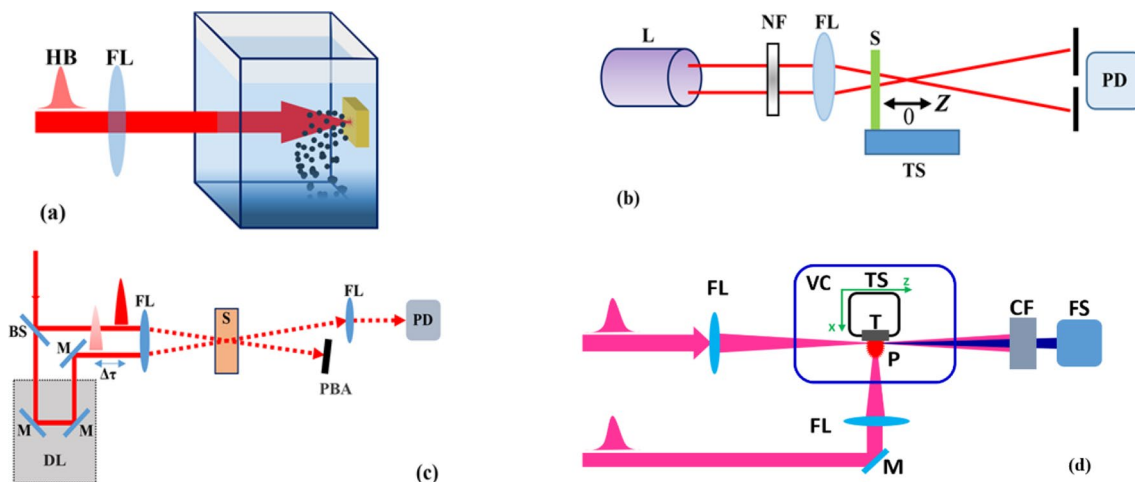 HB FL
(a)
L NF FL S
PD
0 Z
TS
(b)
FL
BS
M
Δτ
S
FL
PD
PBA
M M
DL
(c)
VC TS z
x
T
P
FL
CF FS
FL
M
(d)